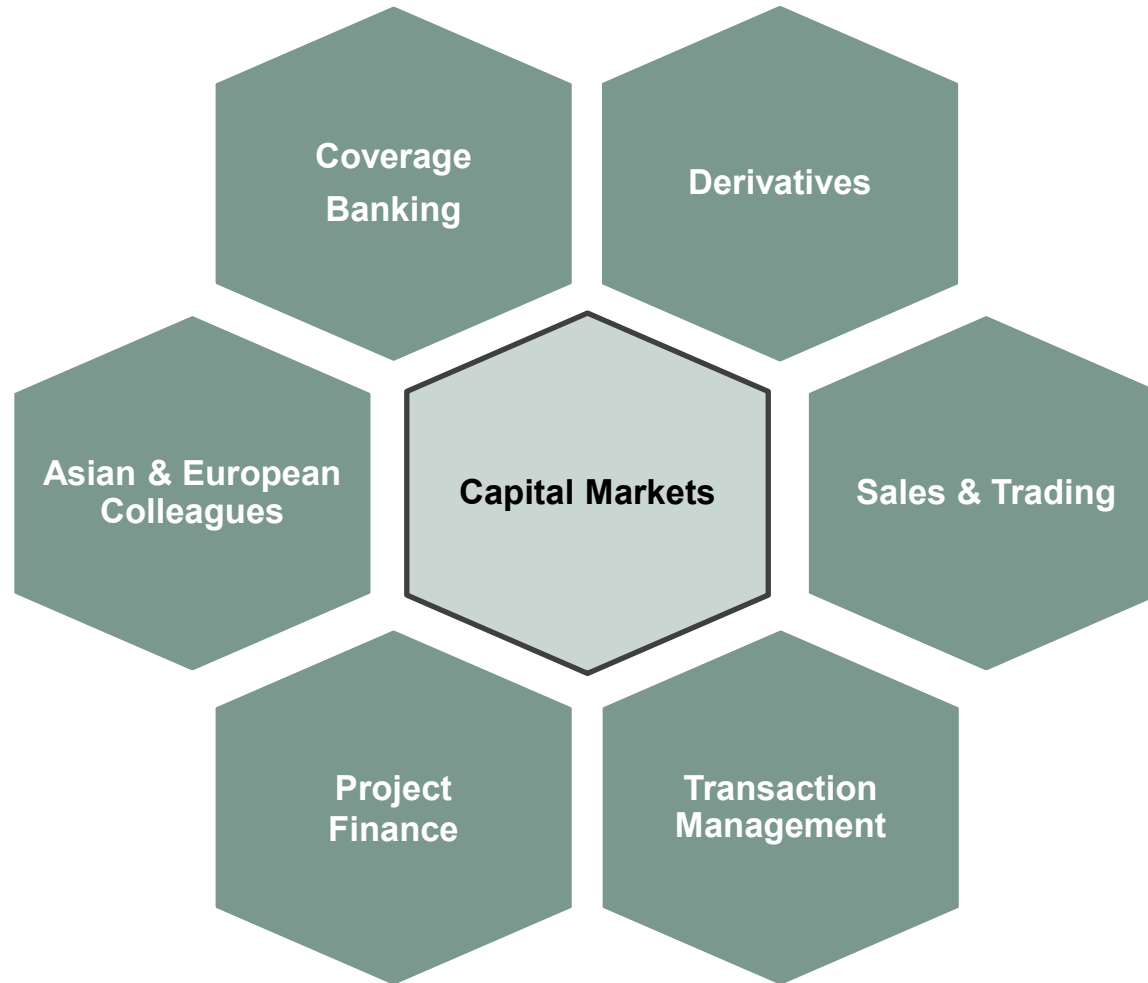 Coverage
Banking
Derivatives
Asian & European
Colleagues
Capital Markets
Sales & Trading
Project
Finance
Transaction
Management